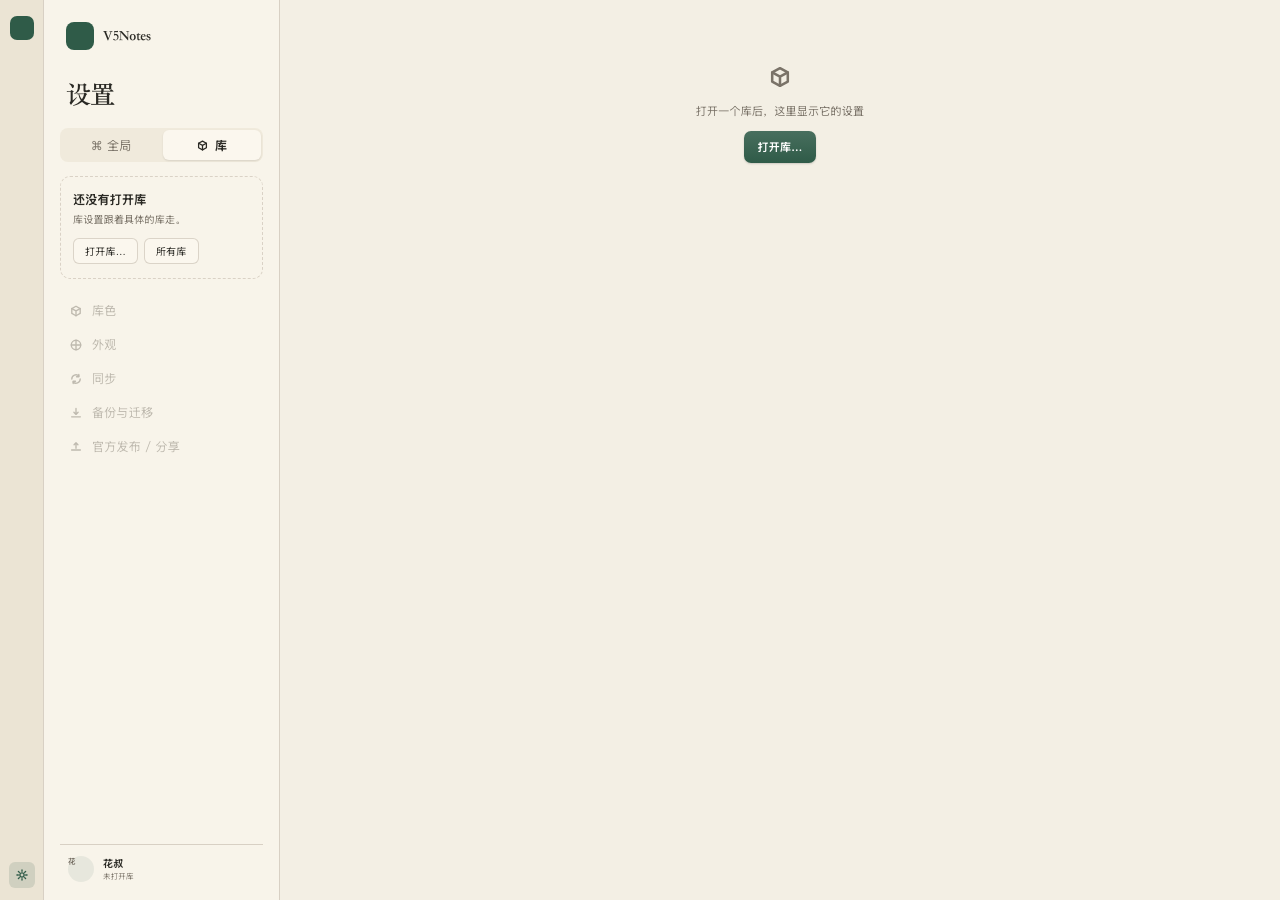 V5Notes
设置
⌘ 全局
库
还没有打开库
库设置跟着具体的库走。
打开库…
所有库
库色
外观
同步
备份与迁移
官方发布 / 分享
花
花叔
未打开库
打开一个库后，这里显示它的设置
打开库…